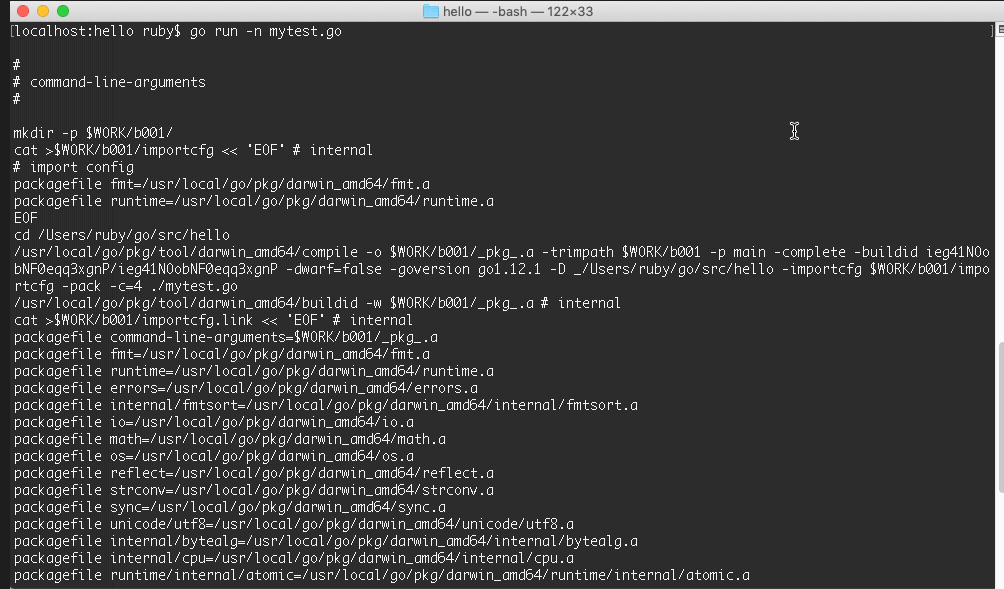 hello — -bash — 122×33
[localhost:hello ruby$ go run -n mytest.go ]
#
# command-line-arguments
#
mkdir -p $WORK/b001/
cat >$WORK/b001/importcfg << 'EOF' # internal
# import config
packagefile fmt=/usr/local/go/pkg/darwin_amd64/fmt.a
packagefile runtime=/usr/local/go/pkg/darwin_amd64/runtime.a
EOF
cd /Users/ruby/go/src/hello
/usr/local/go/pkg/tool/darwin_amd64/compile -o $WORK/b001/_pkg_.a -trimpath $WORK/b001 -p main -complete -buildid ieg41NOo
bNF0eqq3xgnP/ieg41NOobNF0eqq3xgnP -dwarf=false -goversion go1.12.1 -D _/Users/ruby/go/src/hello -importcfg $WORK/b001/impo
rtcfg -pack -c=4 ./mytest.go
/usr/local/go/pkg/tool/darwin_amd64/buildid -w $WORK/b001/_pkg_.a # internal
cat >$WORK/b001/importcfg.link << 'EOF' # internal
packagefile command-line-arguments=$WORK/b001/_pkg_.a
packagefile fmt=/usr/local/go/pkg/darwin_amd64/fmt.a
packagefile runtime=/usr/local/go/pkg/darwin_amd64/runtime.a
packagefile errors=/usr/local/go/pkg/darwin_amd64/errors.a
packagefile internal/fmtsort=/usr/local/go/pkg/darwin_amd64/internal/fmtsort.a
packagefile io=/usr/local/go/pkg/darwin_amd64/io.a
packagefile math=/usr/local/go/pkg/darwin_amd64/math.a
packagefile os=/usr/local/go/pkg/darwin_amd64/os.a
packagefile reflect=/usr/local/go/pkg/darwin_amd64/reflect.a
packagefile strconv=/usr/local/go/pkg/darwin_amd64/strconv.a
packagefile sync=/usr/local/go/pkg/darwin_amd64/sync.a
packagefile unicode/utf8=/usr/local/go/pkg/darwin_amd64/unicode/utf8.a
packagefile internal/bytealg=/usr/local/go/pkg/darwin_amd64/internal/bytealg.a
packagefile internal/cpu=/usr/local/go/pkg/darwin_amd64/internal/cpu.a
packagefile runtime/internal/atomic=/usr/local/go/pkg/darwin_amd64/runtime/internal/atomic.a